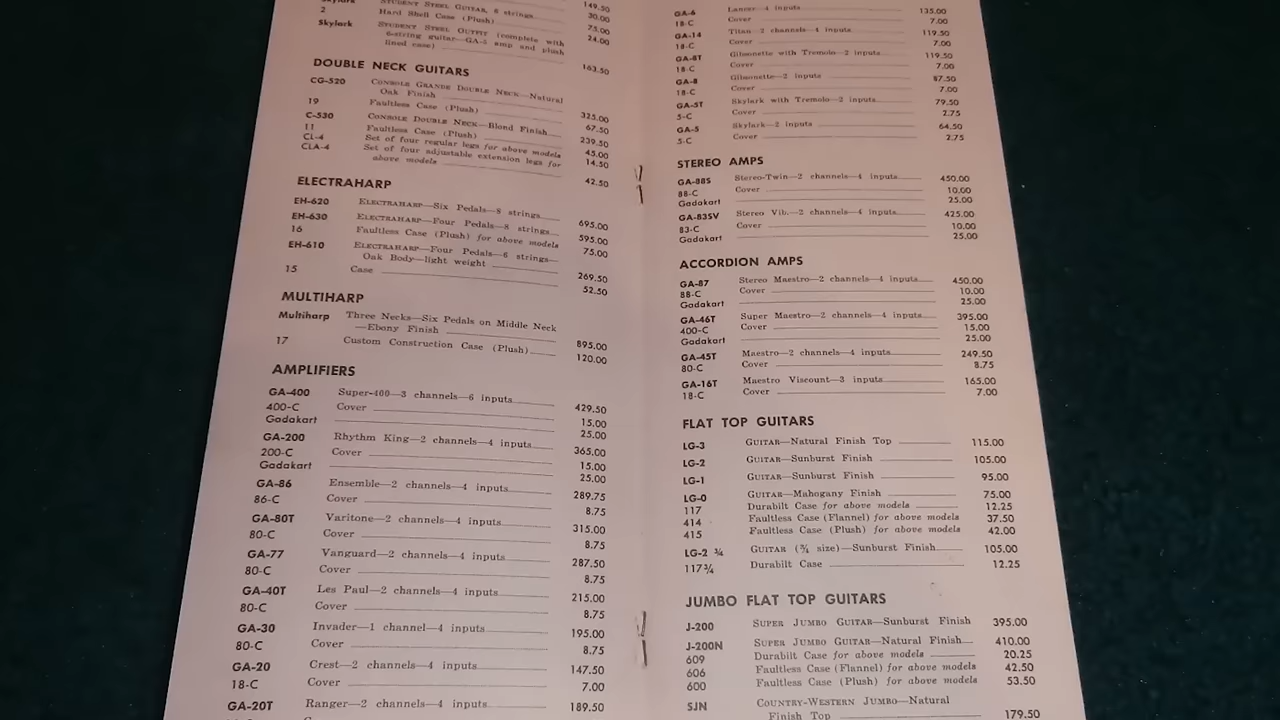 Skylark STUDENT STEEL GUITAR, 6 strings 149.50
2 Hard Shell Case (Plush) 30.00
75.00
Skylark STUDENT STEEL OUTFIT (complete with 24.00
6-string guitar—GA-5 amp and plush
lined case) 163.50
DOUBLE NECK GUITARS
CG-520 CONSOLE GRANDE DOUBLE NECK—Natural
Oak Finish 325.00
19 Faultless Case (Plush) 67.50
C-530 CONSOLE DOUBLE NECK—Blond Finish 239.50
11 Faultless Case (Plush) 45.00
CL-4 Set of four regular legs for above models 14.50
CLA-4 Set of four adjustable extension legs for
above models 42.50
ELECTRAHARP
EH-620 ELECTRAHARP—Six Pedals—8 strings 695.00
EH-630 ELECTRAHARP—Four Pedals—8 strings 595.00
16 Faultless Case (Plush) for above models 75.00
EH-610 ELECTRAHARP—Four Pedals—6 strings—
Oak Body—light weight 269.50
15 Case 52.50
MULTIHARP
Multiharp Three Necks—Six Pedals on Middle Neck
—Ebony Finish 895.00
17 Custom Construction Case (Plush) 120.00
AMPLIFIERS
GA-400 Super-400—3 channels—6 inputs 429.50
400-C Cover 15.00
Gadakart 25.00
GA-200 Rhythm King—2 channels—4 inputs 365.00
200-C Cover 15.00
Gadakart 25.00
GA-86 Ensemble—2 channels—4 inputs 289.75
86-C Cover 8.75
GA-80T Varitone—2 channels—4 inputs 315.00
80-C Cover 8.75
GA-77 Vanguard—2 channels—4 inputs 287.50
80-C Cover 8.75
GA-40T Les Paul—2 channels—4 inputs 215.00
80-C Cover 8.75
GA-30 Invader—1 channel—4 inputs 195.00
80-C Cover 8.75
GA-20 Crest—2 channels—4 inputs 147.50
18-C Cover 7.00
GA-20T Ranger—2 channels—4 inputs 189.50
GA-6 Lancer—4 inputs 135.00
18-C Cover 7.00
GA-14 Titan—2 channels—4 inputs 119.50
18-C Cover 7.00
GA-8T Gibsonette with Tremolo—2 inputs 119.50
18-C Cover 7.00
GA-8 Gibsonette—2 inputs 87.50
18-C Cover 7.00
GA-5T Skylark with Tremolo—2 inputs 79.50
5-C Cover 2.75
GA-5 Skylark—2 inputs 64.50
5-C Cover 2.75
STEREO AMPS
GA-88S Stereo-Twin—2 channels—4 inputs 450.00
88-C Cover 10.00
Gadakart 25.00
GA-83SV Stereo Vib.—2 channels—4 inputs 425.00
83-C Cover 10.00
Gadakart 25.00
ACCORDION AMPS
GA-87 Stereo Maestro—2 channels—4 inputs 450.00
88-C Cover 10.00
Gadakart 25.00
GA-46T Super Maestro—2 channels—4 inputs 395.00
400-C Cover 15.00
Gadakart 25.00
GA-45T Maestro—2 channels—4 inputs 249.50
80-C Cover 8.75
GA-16T Maestro Viscount—3 inputs 165.00
18-C Cover 7.00
FLAT TOP GUITARS
LG-3 GUITAR—Natural Finish Top 115.00
LG-2 GUITAR—Sunburst Finish 105.00
LG-1 GUITAR—Sunburst Finish 95.00
LG-0 GUITAR—Mahogany Finish 75.00
117 Durabilt Case for above models 12.25
414 Faultless Case (Flannel) for above models 37.50
415 Faultless Case (Plush) for above models 42.00
LG-2 ¾ GUITAR (¾ size)—Sunburst Finish 105.00
117¾ Durabilt Case 12.25
JUMBO FLAT TOP GUITARS
J-200 SUPER JUMBO GUITAR—Sunburst Finish 395.00
J-200N SUPER JUMBO GUITAR—Natural Finish 410.00
609 Durabilt Case for above models 20.25
606 Faultless Case (Flannel) for above models 42.50
600 Faultless Case (Plush) for above models 53.50
SJN COUNTRY-WESTERN JUMBO—Natural
Finish Top 179.50